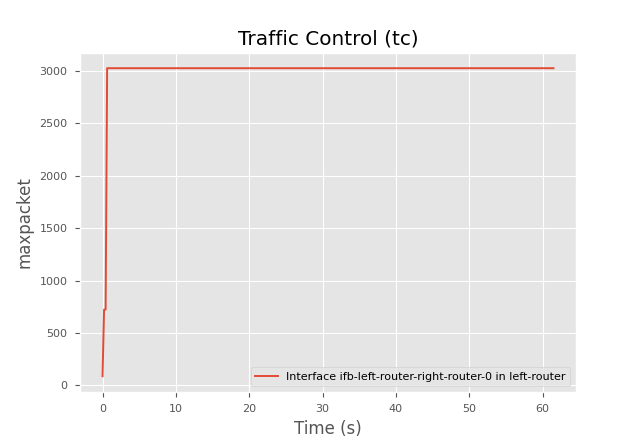 Traffic Control (tc)
maxpacket
3000
2500
2000
1500
1000
500
0
Interface ifb-left-router-right-router-0 in left-router
0 10 20 30 40 50 60
Time (s)